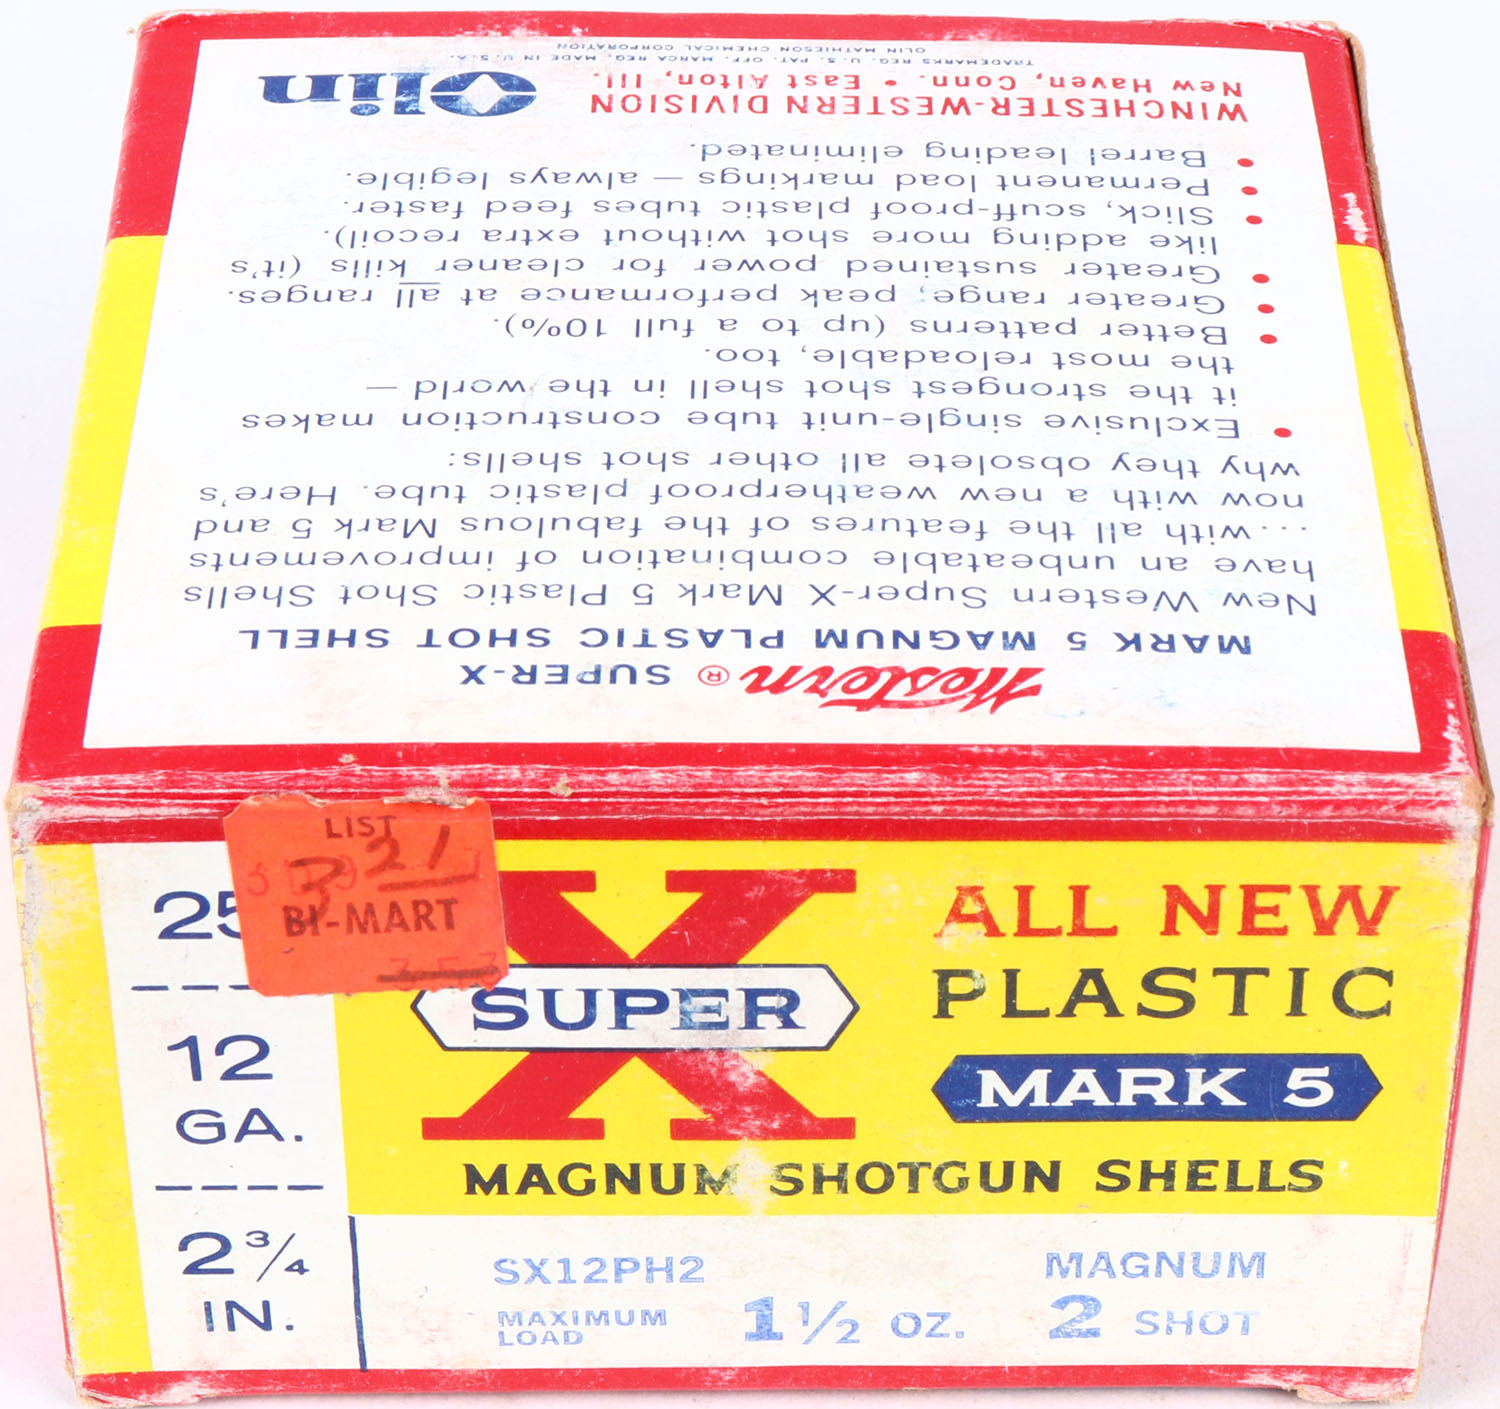 Western ® SUPER-X
MARK 5 MAGNUM PLASTIC SHOT SHELL
New Western Super-X Mark 5 Plastic Shot Shells
have an unbeatable combination of improvements
...with all the features of the fabulous Mark 5 and
now with a new weatherproof plastic tube. Here's
why they obsolete all other shot shells:
• Exclusive single-unit tube construction makes
it the strongest shot shell in the world —
the most reloadable, too.
• Better patterns (up to a full 10%).
• Greater range; peak performance at all ranges.
• Greater sustained power for cleaner kills (it's
like adding more shot without extra recoil).
• Slick, scuff-proof plastic tubes feed faster.
• Permanent load markings — always legible.
• Barrel leading eliminated.
WINCHESTER-WESTERN DIVISION
New Haven, Conn. • East Alton, Ill.
TRADEMARKS REG. U.S. PAT. OFF. MARCA REG. MADE IN U.S.A.
OLIN MATHIESON CHEMICAL CORPORATION
Olin
LIST
3 21
BI-MART
353
25
12
GA.
2 3/4
IN.
X
SUPER
ALL NEW
PLASTIC
MARK 5
MAGNUM SHOTGUN SHELLS
SX12PH2
MAXIMUM
LOAD
1 1/2 OZ.
MAGNUM
2 SHOT